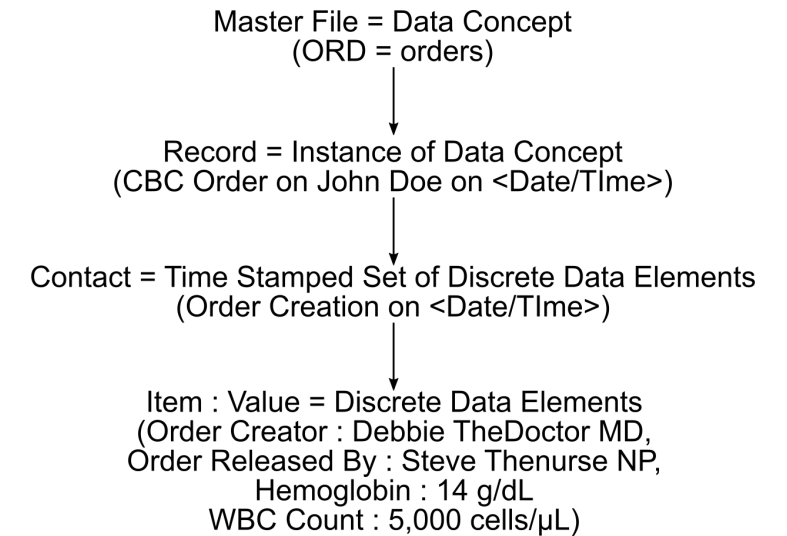 Master File = Data Concept
(ORD = orders)
Record = Instance of Data Concept
(CBC Order on John Doe on <Date/TIme>)
Contact = Time Stamped Set of Discrete Data Elements
(Order Creation on <Date/TIme>)
Item : Value = Discrete Data Elements
(Order Creator : Debbie TheDoctor MD,
Order Released By : Steve Thenurse NP,
Hemoglobin : 14 g/dL
WBC Count : 5,000 cells/µL)